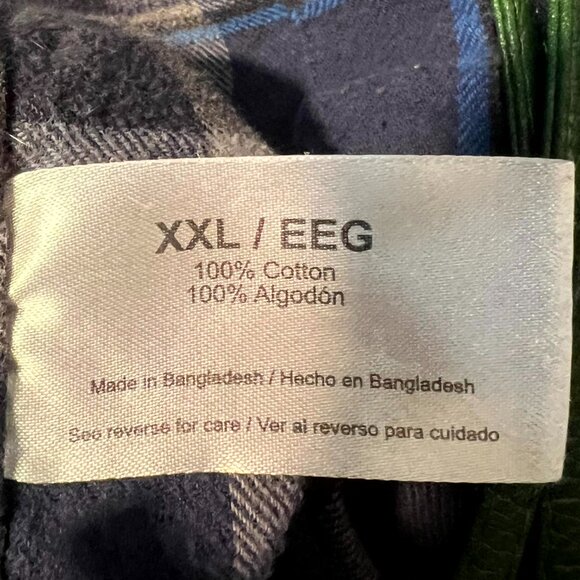 XXL / EEG
100% Cotton
100% Algodón
Made in Bangladesh / Hecho en Bangladesh
See reverse for care / Ver al reverso para cuidado